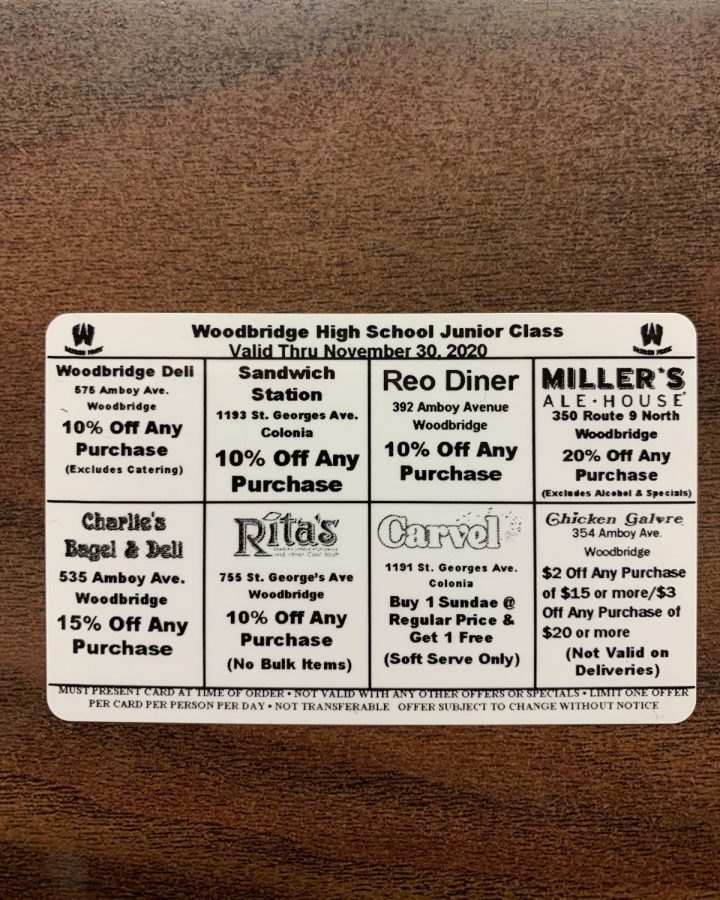 Woodbridge High School Junior Class
Valid Thru November 30, 2020
Woodbridge Deli
575 Amboy Ave.
Woodbridge
10% Off Any
Purchase
(Excludes Catering)
Sandwich
Station
1193 St. Georges Ave.
Colonia
10% Off Any
Purchase
Reo Diner
392 Amboy Avenue
Woodbridge
10% Off Any
Purchase
MILLER'S
ALE·HOUSE
350 Route 9 North
Woodbridge
20% Off Any
Purchase
(Excludes Alcohol & Specials)
Charlie's
Bagel & Deli
535 Amboy Ave.
Woodbridge
15% Off Any
Purchase
Rita's
755 St. George's Ave
Woodbridge
10% Off Any
Purchase
(No Bulk Items)
Carvel
1191 St. Georges Ave.
Colonia
Buy 1 Sundae @
Regular Price &
Get 1 Free
(Soft Serve Only)
Chicken Galore
354 Amboy Ave.
Woodbridge
$2 Off Any Purchase
of $15 or more/$3
Off Any Purchase of
$20 or more
(Not Valid on
Deliveries)
MUST PRESENT CARD AT TIME OF ORDER • NOT VALID WITH ANY OTHER OFFERS OR SPECIALS • LIMIT ONE OFFER
PER CARD PER PERSON PER DAY • NOT TRANSFERABLE OFFER SUBJECT TO CHANGE WITHOUT NOTICE